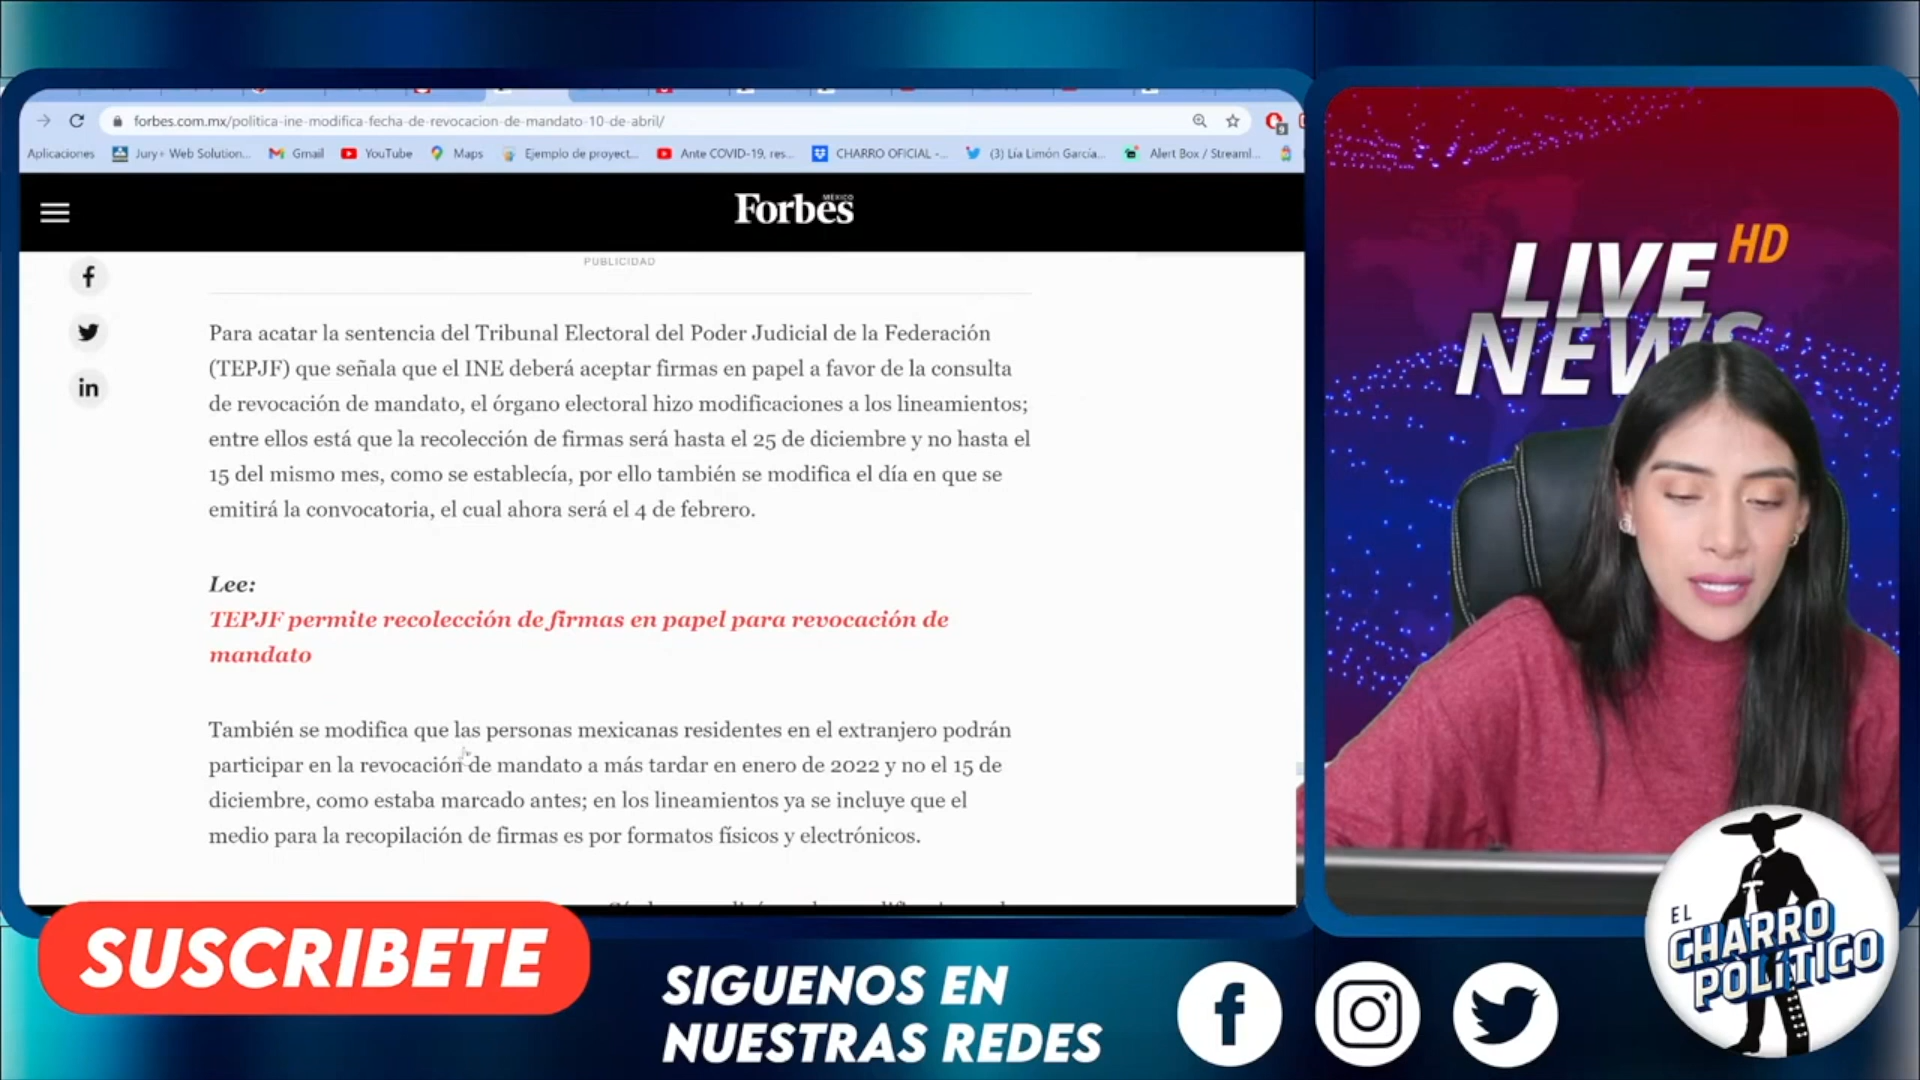 forbes.com.mx/politica-ine-modifica-fecha-de-revocacion-de-mandato-10-de-abril/
9
Aplicaciones
Jury+ Web Solution...
Gmail
YouTube
Maps
Ejemplo de proyect...
Ante COVID-19, res...
CHARRO OFICIAL -...
(3) Lía Limón García...
Alert Box / Streaml...
Forbes
MÉXICO
PUBLICIDAD
Para acatar la sentencia del Tribunal Electoral del Poder Judicial de la Federación
(TEPJF) que señala que el INE deberá aceptar firmas en papel a favor de la consulta
de revocación de mandato, el órgano electoral hizo modificaciones a los lineamientos;
entre ellos está que la recolección de firmas será hasta el 25 de diciembre y no hasta el
15 del mismo mes, como se establecía, por ello también se modifica el día en que se
emitirá la convocatoria, el cual ahora será el 4 de febrero.
Lee:
TEPJF permite recolección de firmas en papel para revocación de
mandato
También se modifica que las personas mexicanas residentes en el extranjero podrán
participar en la revocación de mandato a más tardar en enero de 2022 y no el 15 de
diciembre, como estaba marcado antes; en los lineamientos ya se incluye que el
medio para la recopilación de firmas es por formatos físicos y electrónicos.
LIVE HD
NEWS
SUSCRIBETE
SIGUENOS EN
NUESTRAS REDES
EL
CHARRO
POLÍTICO